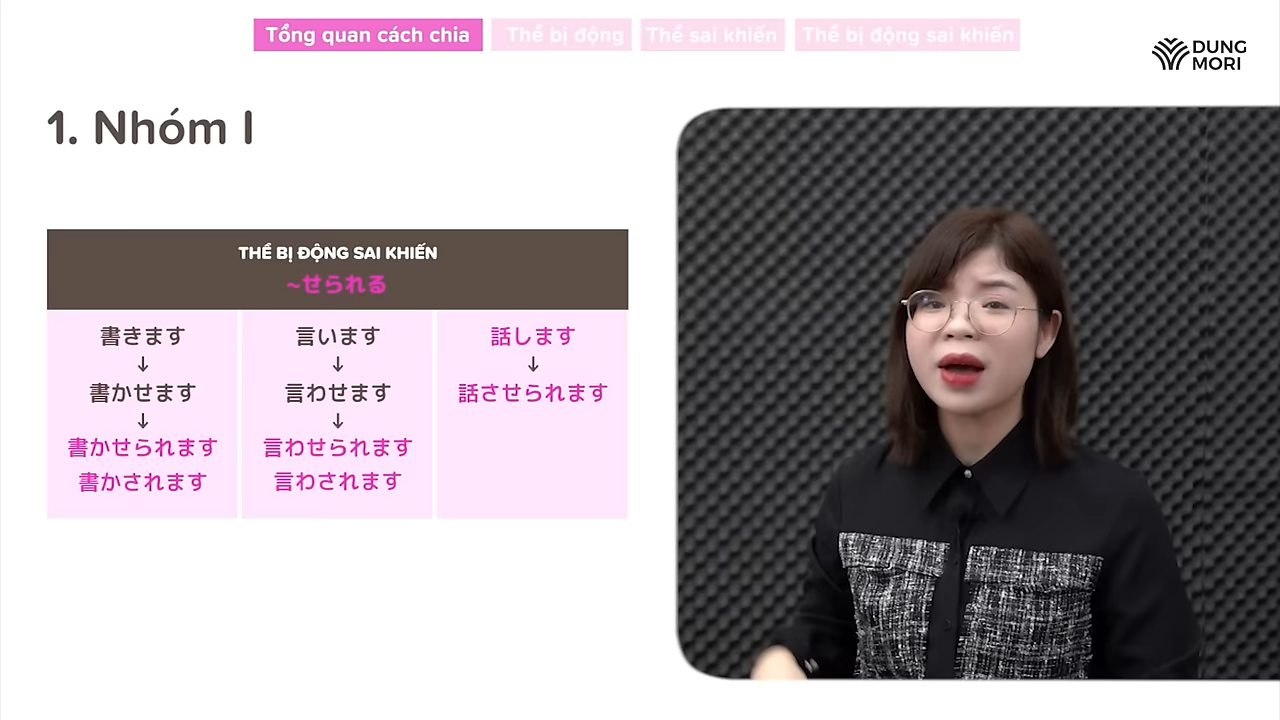 Tổng quan cách chia
Thể bị động
Thể sai khiến
Thể bị động sai khiến
DUNG
MORI
1. Nhóm I
THỂ BỊ ĐỘNG SAI KHIẾN
~せられる
書きます
↓
書かせます
↓
書かせられます
書かされます
言います
↓
言わせます
↓
言わせられます
言わされます
話します
↓
話させられます